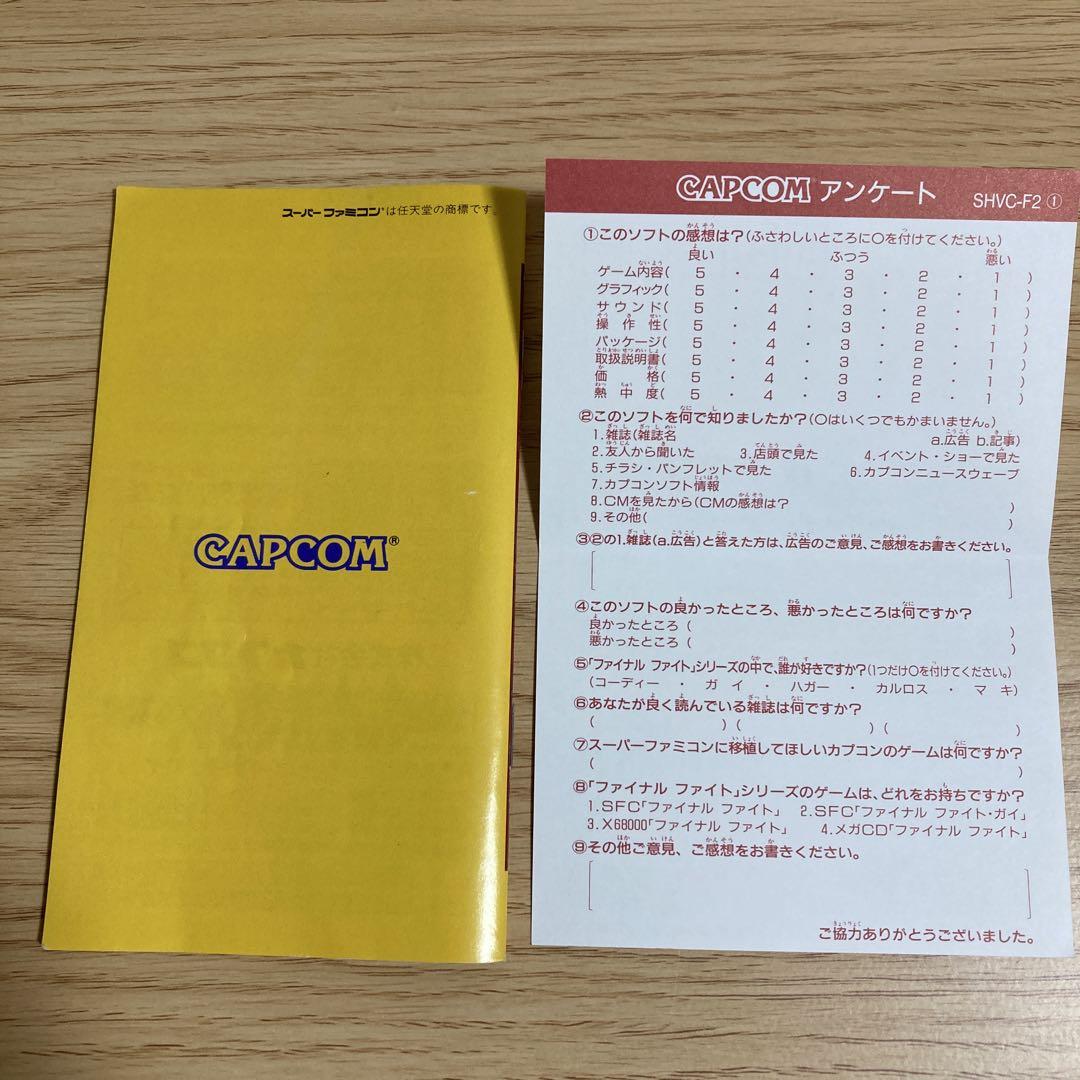 スーパーファミコン®は任天堂の商標です。
CAPCOM®
CAPCOM アンケート SHVC-F2 ①
①このソフトの感想は？(ふさわしいところに○を付けてください。)
良い ふつう 悪い
ゲーム内容( 5 ・ 4 ・ 3 ・ 2 ・ 1 )
グラフィック( 5 ・ 4 ・ 3 ・ 2 ・ 1 )
サウンド( 5 ・ 4 ・ 3 ・ 2 ・ 1 )
操作性( 5 ・ 4 ・ 3 ・ 2 ・ 1 )
パッケージ( 5 ・ 4 ・ 3 ・ 2 ・ 1 )
取扱説明書( 5 ・ 4 ・ 3 ・ 2 ・ 1 )
価格( 5 ・ 4 ・ 3 ・ 2 ・ 1 )
熱中度( 5 ・ 4 ・ 3 ・ 2 ・ 1 )
②このソフトを何で知りましたか？(○はいくつでもかまいません。)
1.雑誌(雑誌名 a.広告 b.記事)
2.友人から聞いた 3.店頭で見た 4.イベント・ショーで見た
5.チラシ・パンフレットで見た 6.カプコンニュースウェーブ
7.カプコンソフト情報
8.CMを見たから(CMの感想は？ )
9.その他( )
③②の1.雑誌(a.広告)と答えた方は、広告のご意見、ご感想をお書きください。
④このソフトの良かったところ、悪かったところは何ですか？
良かったところ( )
悪かったところ( )
⑤「ファイナル ファイト」シリーズの中で、誰が好きですか？(1つだけ○を付けてください。)
(コーディー ・ ガイ ・ ハガー ・ カルロス ・ マキ)
⑥あなたが良く読んでいる雑誌は何ですか？
( ) ( ) ( )
⑦スーパーファミコンに移植してほしいカプコンのゲームは何ですか？
( )
⑧「ファイナル ファイト」シリーズのゲームは、どれをお持ちですか？
1.SFC「ファイナル ファイト」 2.SFC「ファイナル ファイト・ガイ」
3.X68000「ファイナル ファイト」 4.メガCD「ファイナル ファイト」
⑨その他ご意見、ご感想をお書きください。
ご協力ありがとうございました。